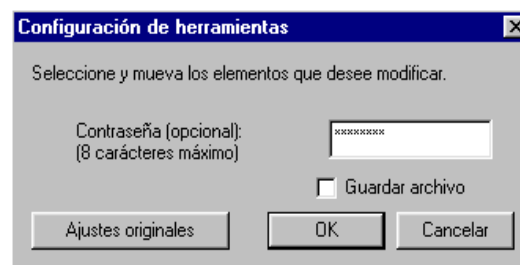 Configuración de herramientas
Seleccione y mueva los elementos que desee modificar.
Contraseña (opcional):
(8 carácteres máximo)
xxxxxxxx
Guardar archivo
Ajustes originales
OK
Cancelar